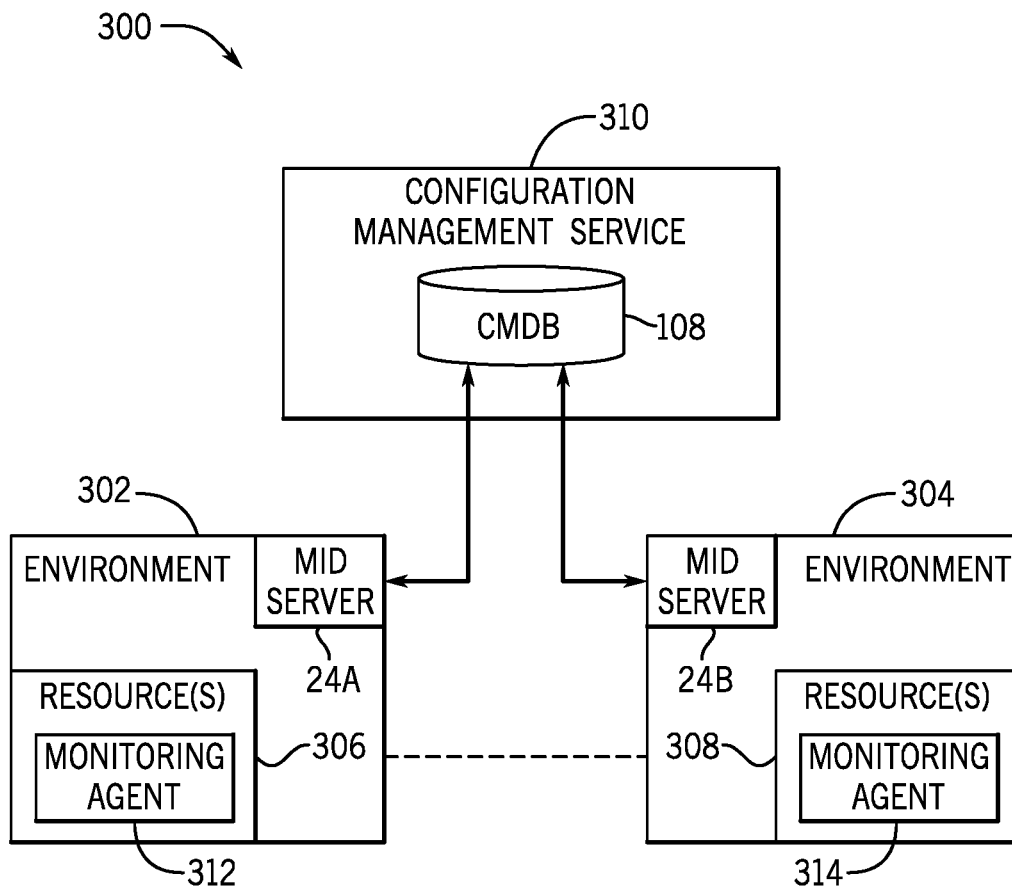 300
310
CONFIGURATION
MANAGEMENT SERVICE
CMDB
108
302
304
ENVIRONMENT
MID
SERVER
MID
SERVER
ENVIRONMENT
24A
24B
RESOURCE(S)
306
MONITORING
AGENT
308
RESOURCE(S)
MONITORING
AGENT
312
314